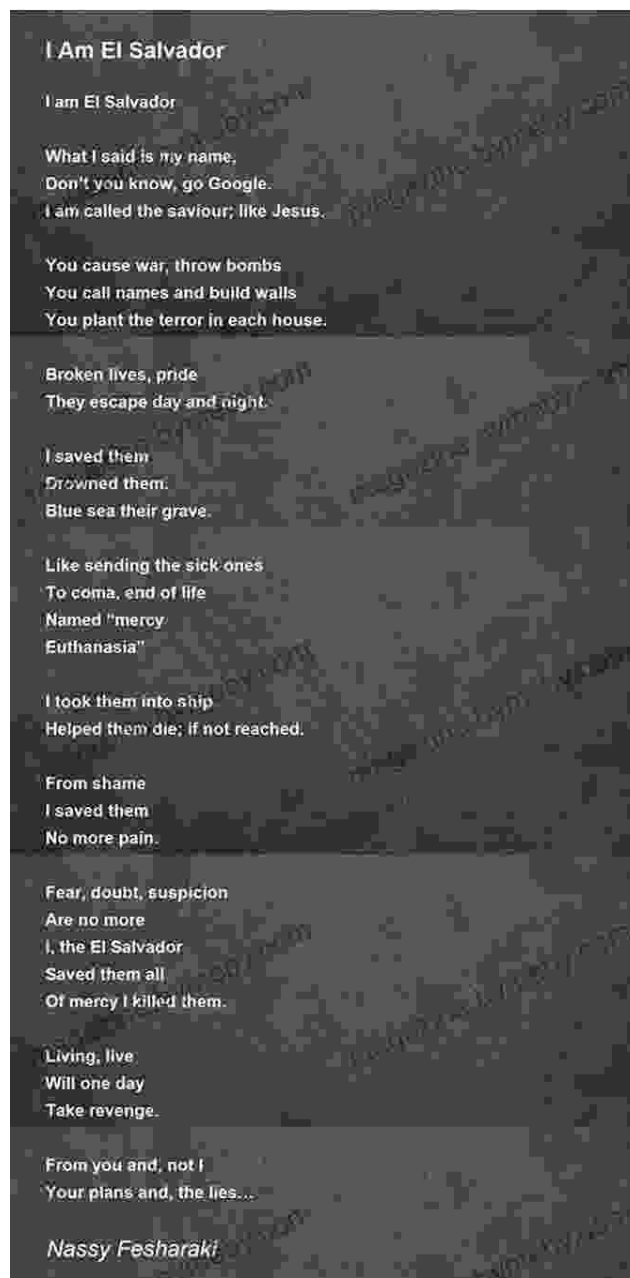 I Am El Salvador
I am El Salvador
What I said is my name,
Don't you know, go Google.
I am called the saviour; like Jesus.
You cause war, throw bombs
You call names and build walls
You plant the terror in each house.
Broken lives, pride
They escape day and night.
I saved them
Drowned them.
Blue sea their grave.
Like sending the sick ones
To coma, end of life
Named "mercy
Euthanasia"
I took them into ship
Helped them die; if not reached.
From shame
I saved them
No more pain.
Fear, doubt, suspicion
Are no more
I, the El Salvador
Saved them all
Of mercy I killed them.
Living, live
Will one day
Take revenge.
From you and, not I
Your plans and, the lies...
Nassy Fesharaki